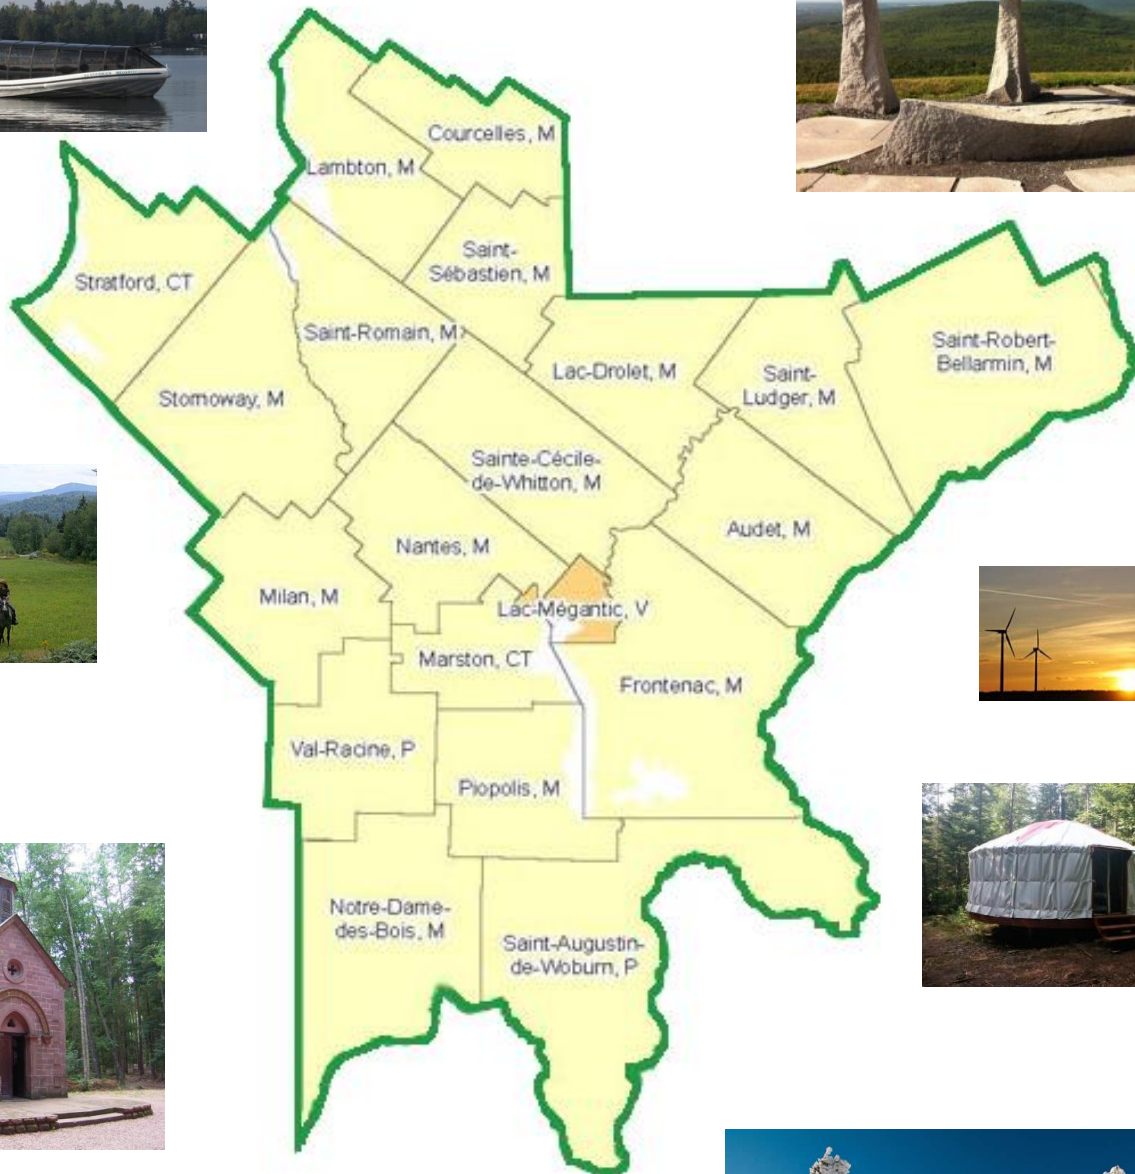 Courcelles, M
Lambton, M
Saint-
Sébastien, M
Stratford, CT
Saint-Romain, M
Lac-Drolet, M
Saint-Robert-
Bellarmin, M
Saint-
Ludger, M
Stornoway, M
Sainte-Cécile-
de-Whitton, M
Audet, M
Nantes, M
Milan, M
Lac-Mégantic, V
Marston, CT
Frontenac, M
Val-Racine, P
Piopolis, M
Notre-Dame-
des-Bois, M
Saint-Augustin-
de-Woburn, P